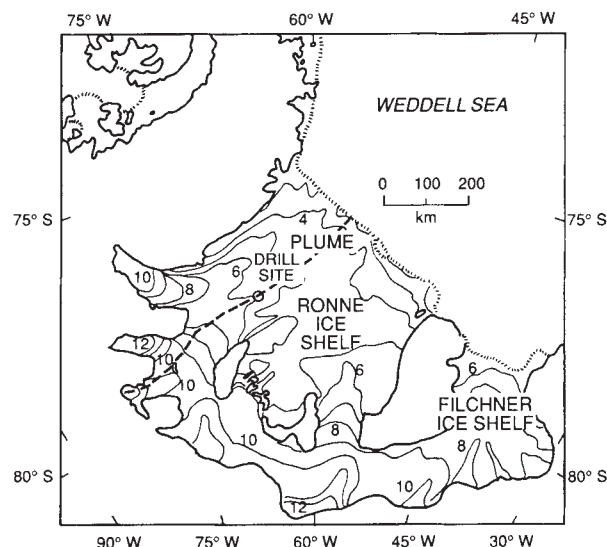 75° W 60° W 45° W
WEDDELL SEA
0 100 200
km
75° S 75° S
4
PLUME
DRILL
SITE
10
8
6
RONNE
ICE
SHELF
12
10
10
6
6
FILCHNER
ICE SHELF
8
8
10
10
12
80° S 80° S
90° W 75° W 60° W 45° W 30° W